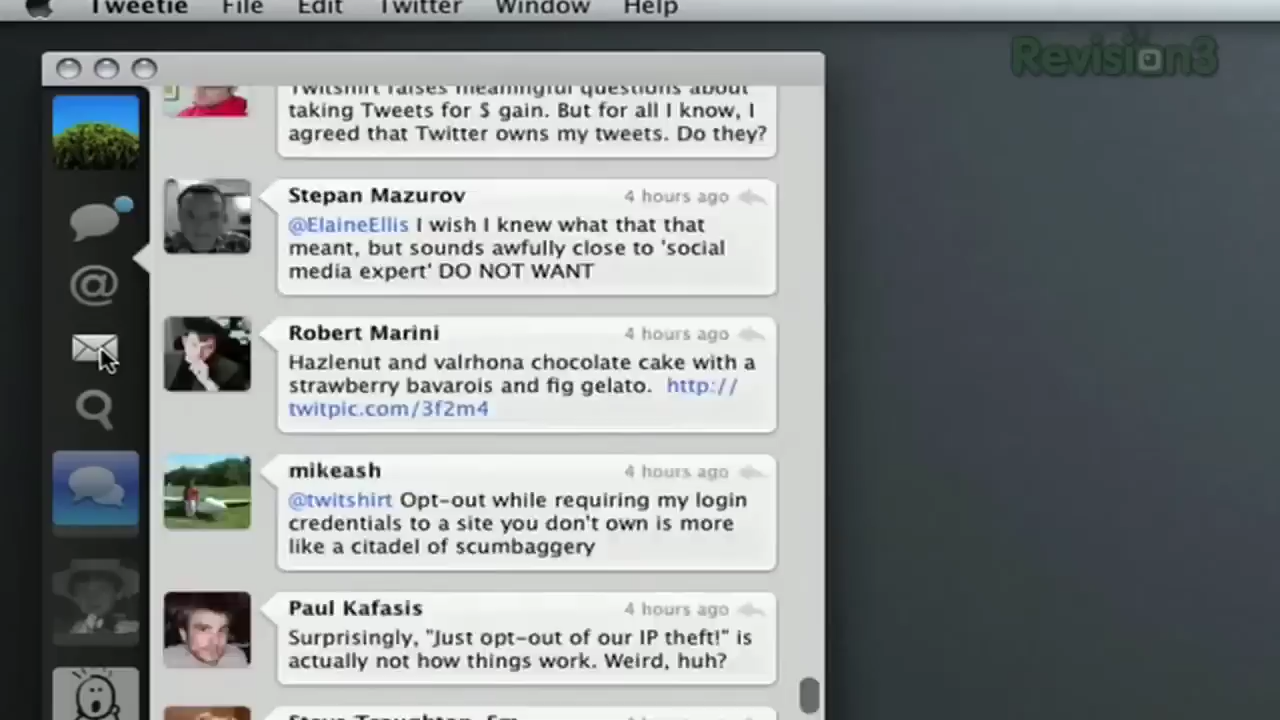 Tweetie File Edit Twitter Window Help
Revision3
Twitshirt raises meaningful questions about
taking Tweets for $ gain. But for all I know, I
agreed that Twitter owns my tweets. Do they?
Stepan Mazurov 4 hours ago
@ElaineEllis I wish I knew what that that
meant, but sounds awfully close to 'social
media expert' DO NOT WANT
Robert Marini 4 hours ago
Hazlenut and valrhona chocolate cake with a
strawberry bavarois and fig gelato. http://
twitpic.com/3f2m4
mikeash 4 hours ago
@twitshirt Opt-out while requiring my login
credentials to a site you don't own is more
like a citadel of scumbaggery
Paul Kafasis 4 hours ago
Surprisingly, "Just opt-out of our IP theft!" is
actually not how things work. Weird, huh?
Steve Troughton-Sm 4 hours ago